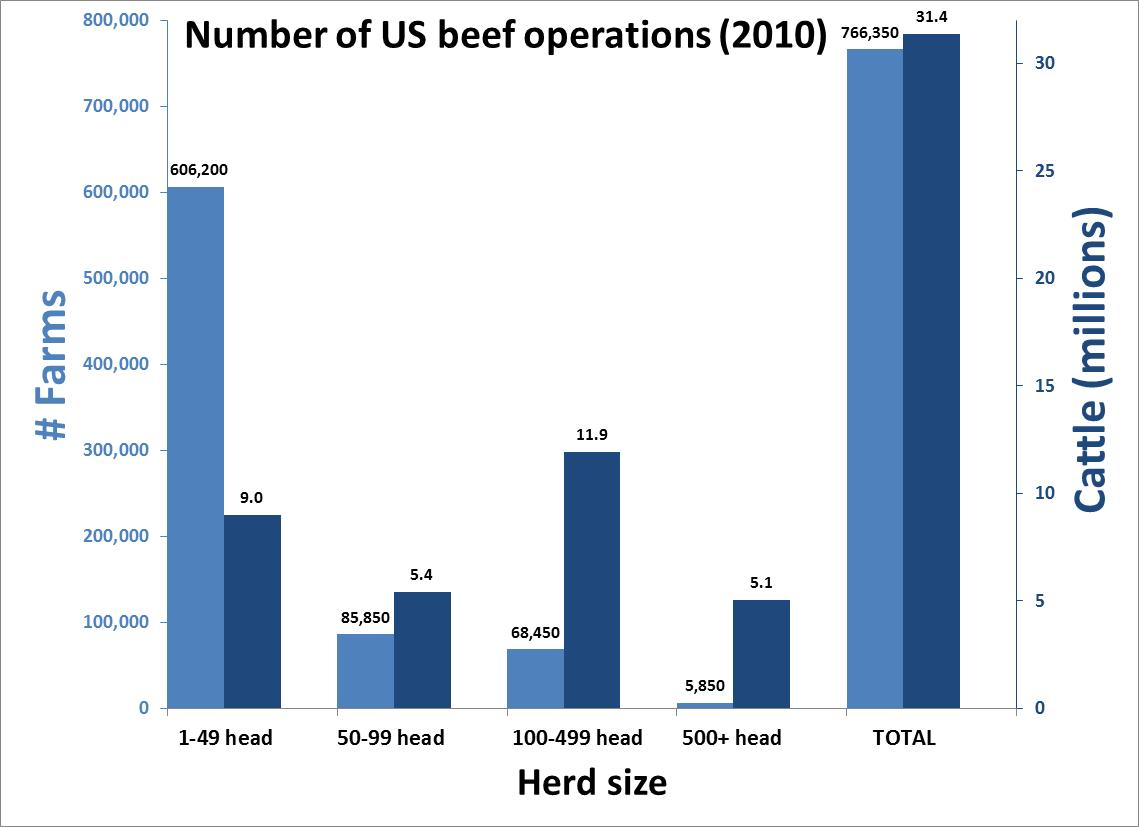 Number of US beef operations (2010)
# Farms
800,000
700,000
600,000
500,000
400,000
300,000
200,000
100,000
0
606,200
9.0
85,850
5.4
68,450
11.9
5,850
5.1
766,350
31.4
30
25
20
15
10
5
0
Cattle (millions)
1-49 head
50-99 head
100-499 head
500+ head
TOTAL
Herd size